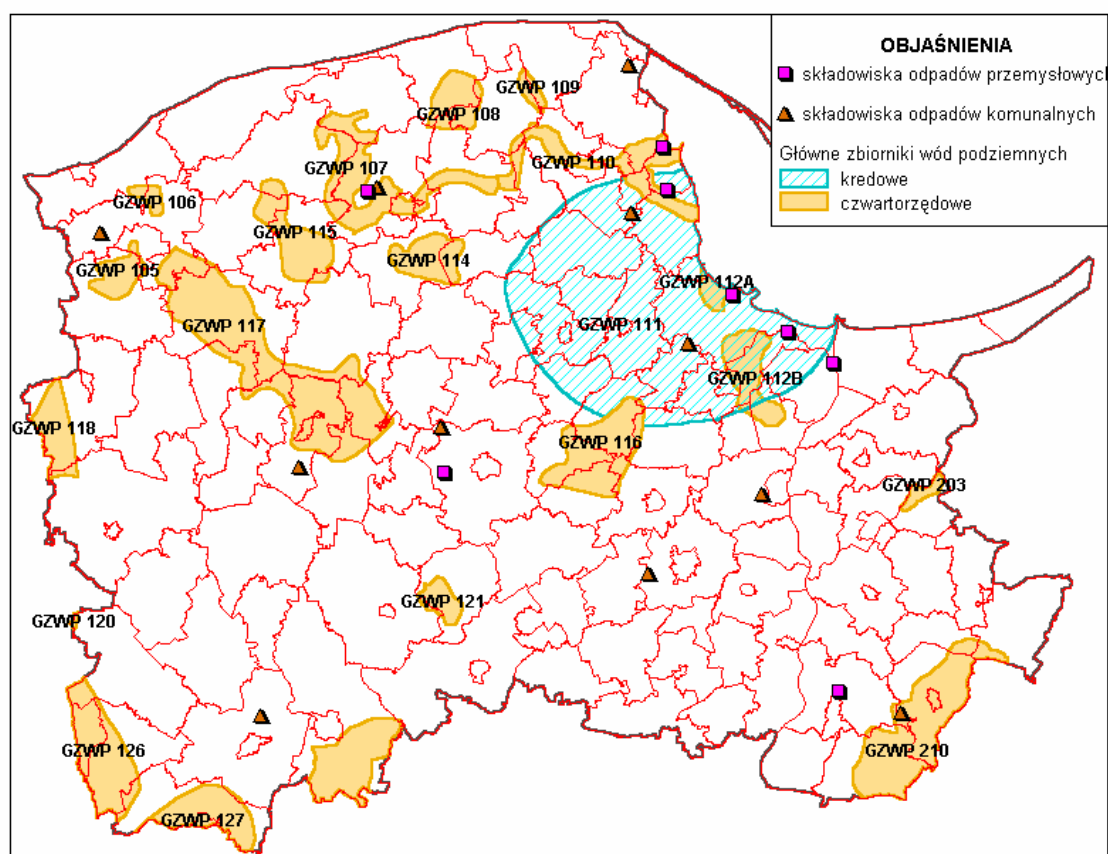 OBJAŚNIENIA
składowiska odpadów przemysłowych
składowiska odpadów komunalnych
Główne zbiorniki wód podziemnych
kredowe
czwartorzędowe
GZWP 109
GZWP 108
GZWP 107
GZWP 110
GZWP 106
GZWP 115
GZWP 114
GZWP 105
GZWP 112A
GZWP 117
GZWP 111
GZWP 112B
GZWP 118
GZWP 116
GZWP 203
GZWP 121
GZWP 120
GZWP 126
GZWP 210
GZWP 127